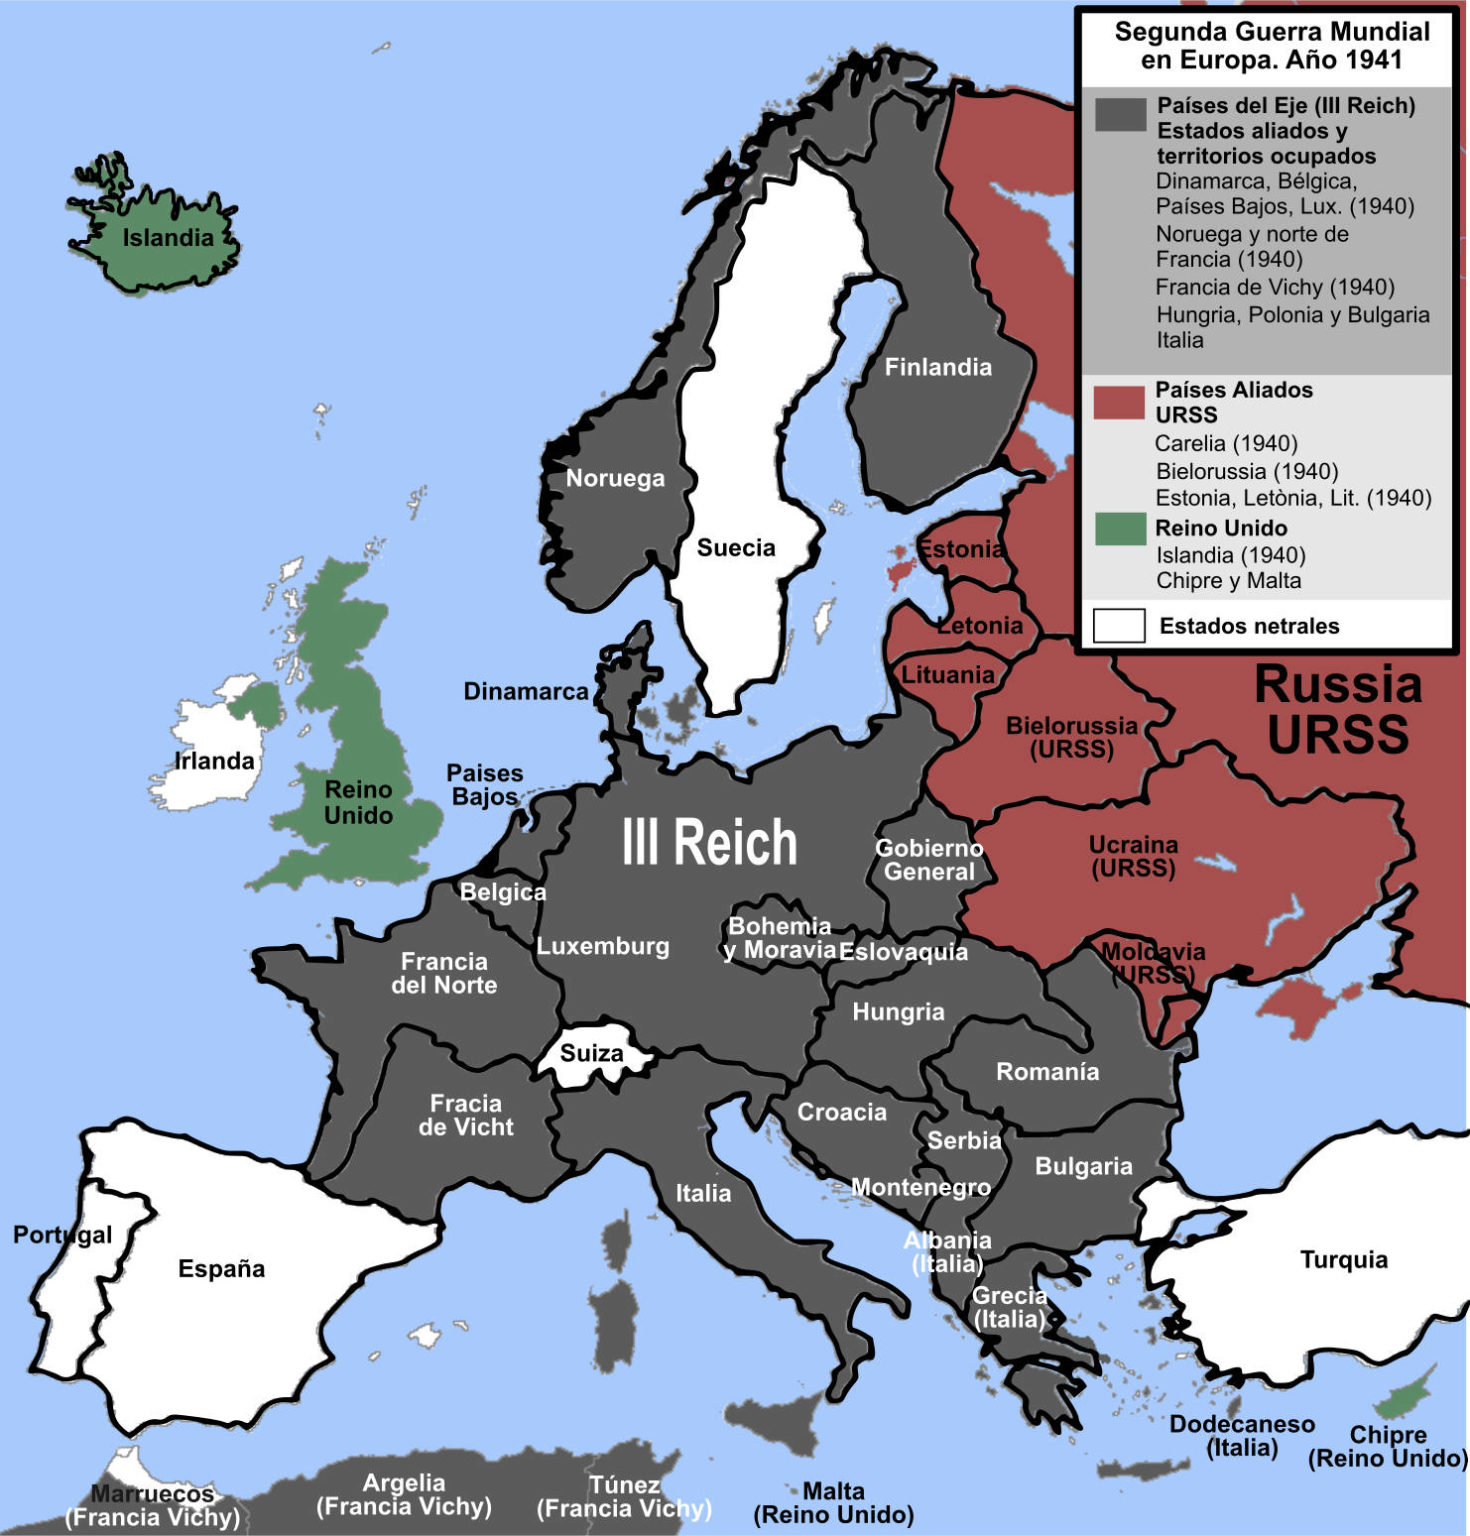 Segunda Guerra Mundial
en Europa. Año 1941
Países del Eje (III Reich)
Estados aliados y
territorios ocupados
Dinamarca, Bélgica,
Países Bajos, Lux. (1940)
Noruega y norte de
Francia (1940)
Francia de Vichy (1940)
Hungria, Polonia y Bulgaria
Italia
Países Aliados
URSS
Carelia (1940)
Bielorussia (1940)
Estonia, Letònia, Lit. (1940)
Reino Unido
Islandia (1940)
Chipre y Malta
Estados netrales
Islandia
Finlandia
Noruega
Suecia
Estonia
Letonia
Lituania
Russia
URSS
Dinamarca
Bielorussia
(URSS)
Irlanda
Reino
Unido
Paises
Bajos
III Reich
Gobierno
General
Ucraina
(URSS)
Belgica
Luxemburg
Bohemia
y Moravia
Eslovaquia
Moldavia
(URSS)
Francia
del Norte
Hungria
Suiza
Romanía
Fracia
de Vicht
Croacia
Serbia
Bulgaria
Montenegro
Italia
Portugal
España
Albania
(Italia)
Grecia
(Italia)
Turquia
Dodecaneso
(Italia)
Chipre
(Reino Unido)
Marruecos
(Francia Vichy)
Argelia
(Francia Vichy)
Túnez
(Francia Vichy)
Malta
(Reino Unido)